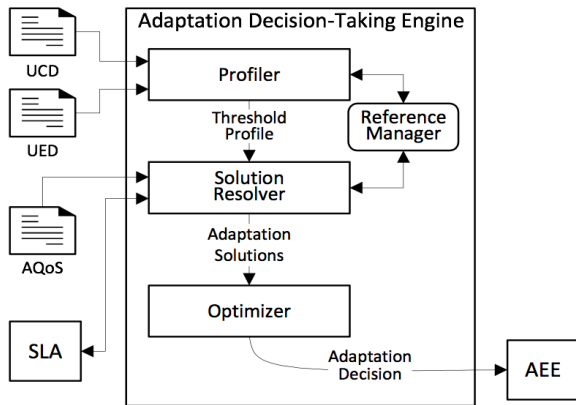 Adaptation Decision-Taking Engine
UCD
Profiler
UED
Threshold
Profile
Reference
Manager
Solution
Resolver
AQoS
Adaptation
Solutions
Optimizer
SLA
Adaptation
Decision
AEE